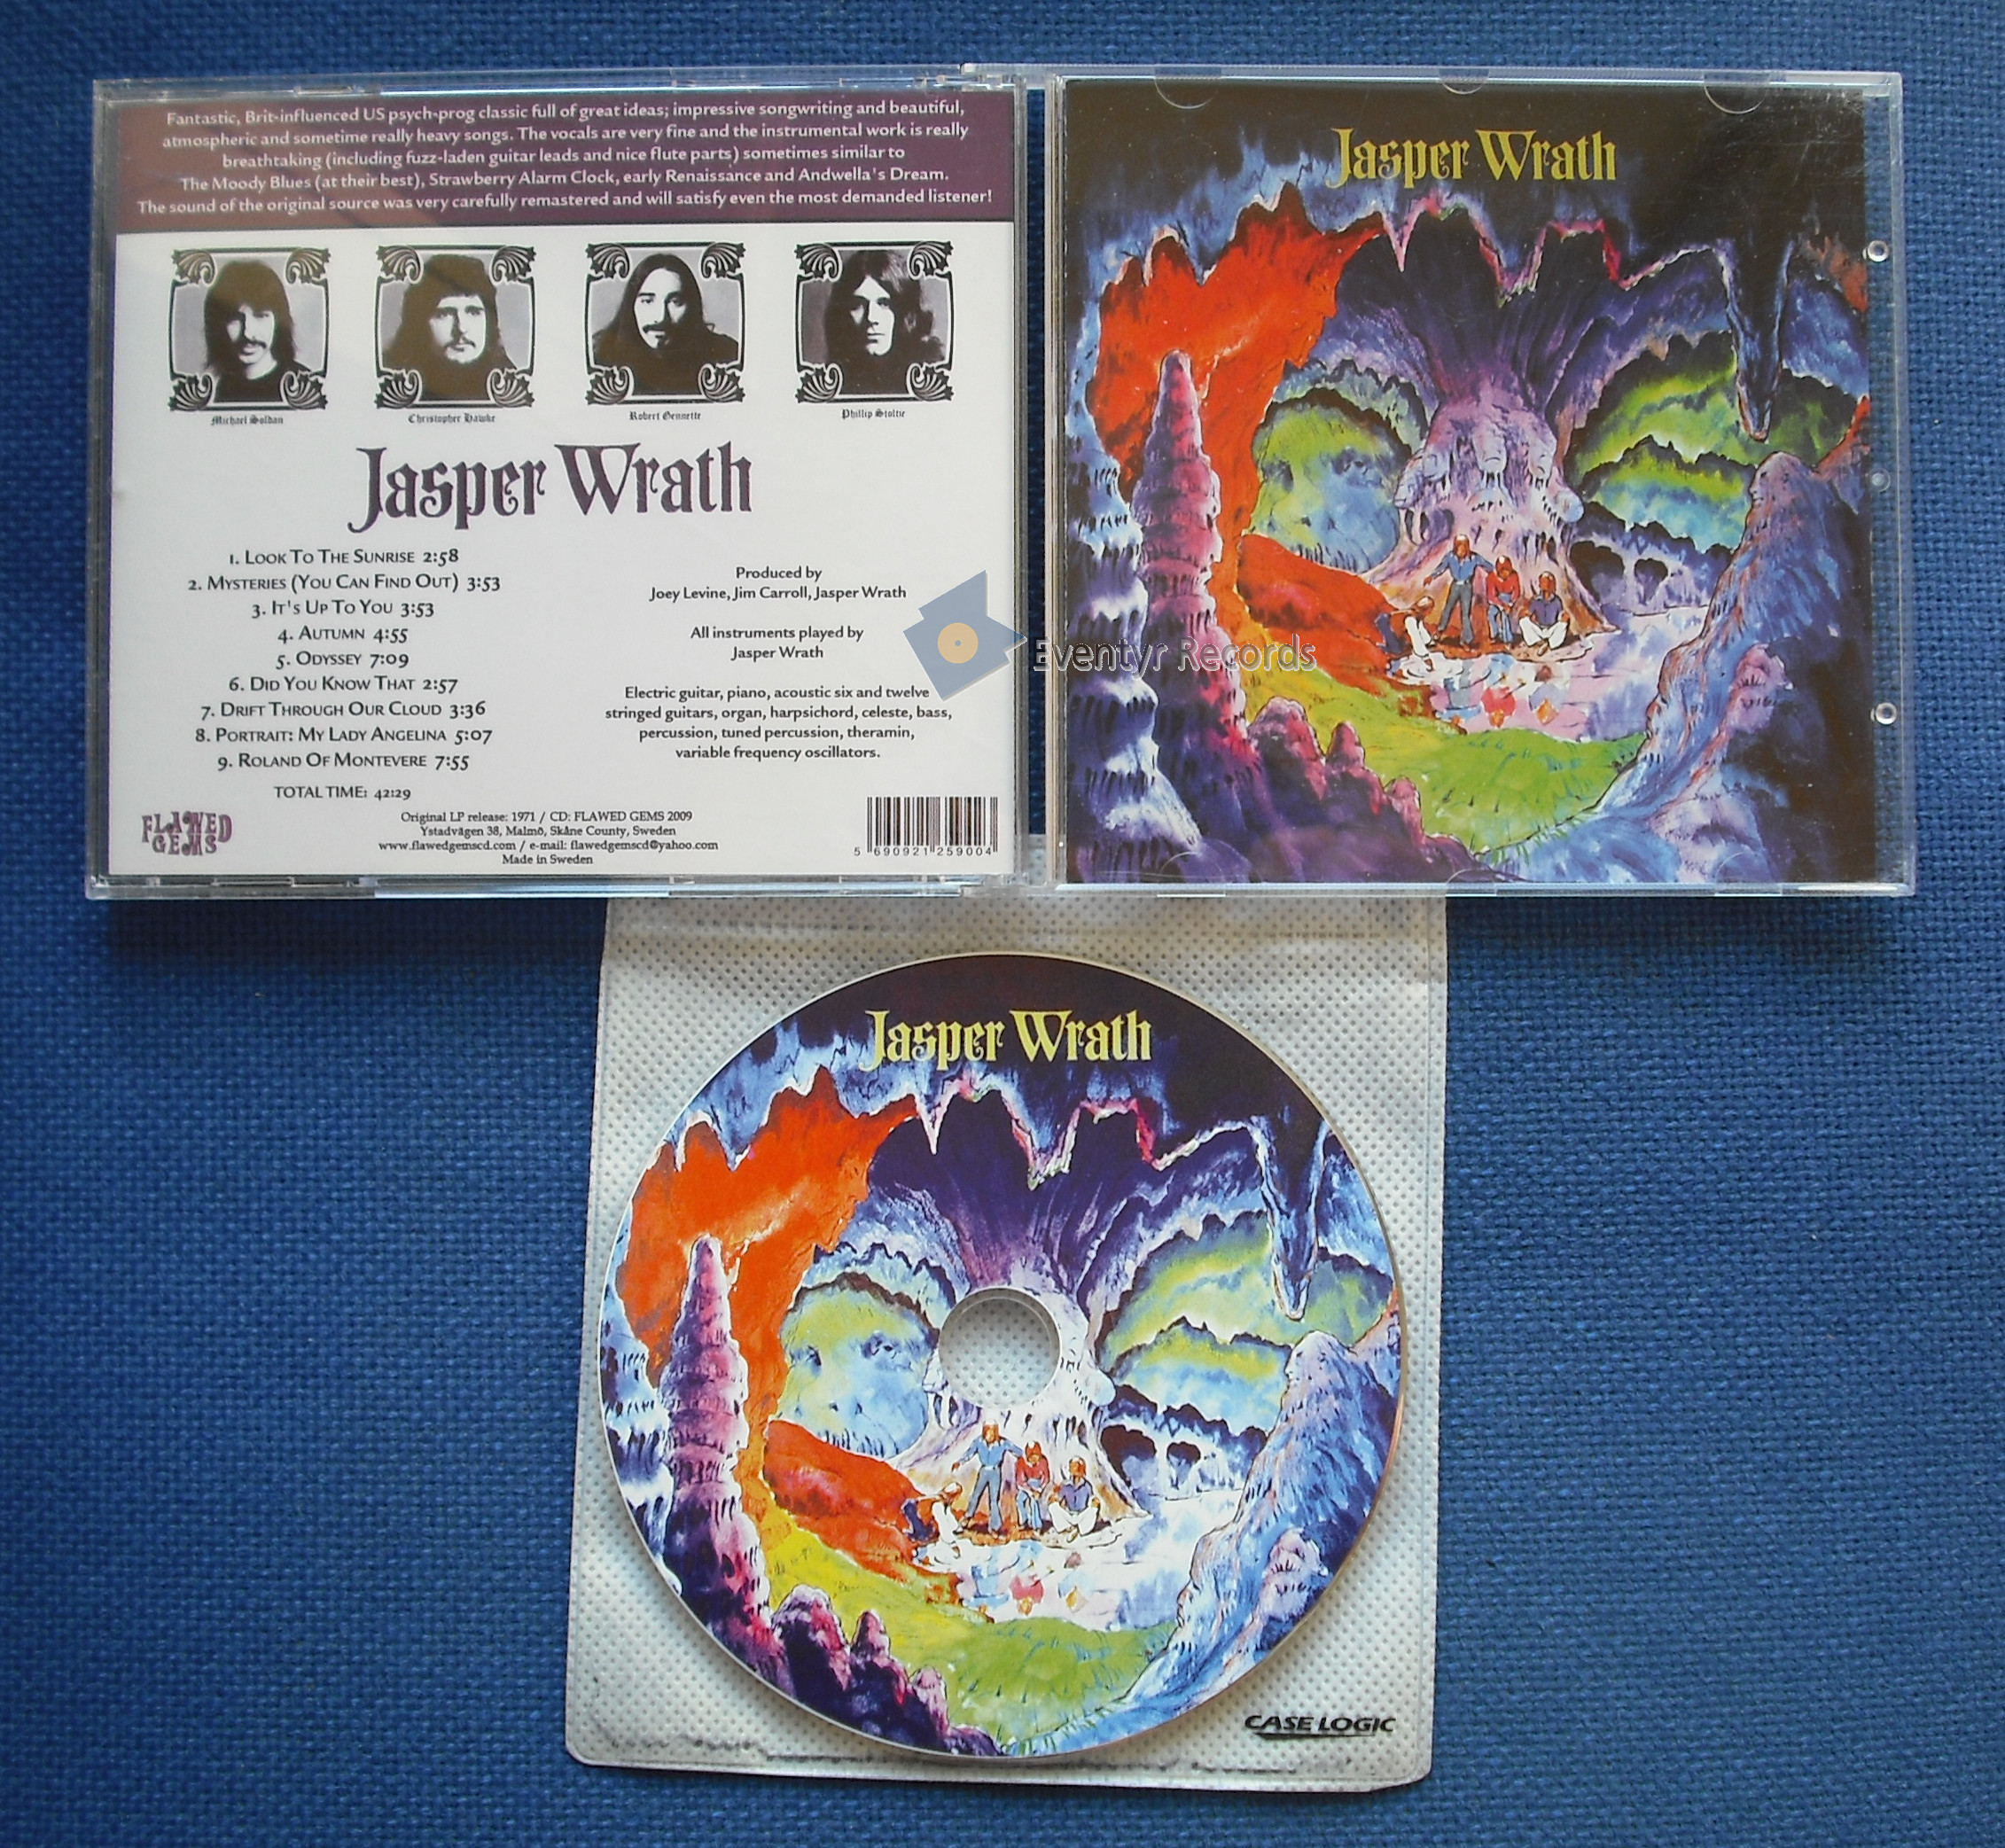 Fantastic, Brit-influenced US psych-prog classic full of great ideas; impressive songwriting and beautiful,
atmospheric and sometime really heavy songs. The vocals are very fine and the instrumental work is really
breathtaking (including fuzz-laden guitar leads and nice flute parts) sometimes similar to
The Moody Blues (at their best), Strawberry Alarm Clock, early Renaissance and Andwella's Dream.
The sound of the original source was very carefully remastered and will satisfy even the most demanded listener!
Michael Soldan
Christopher Hawke
Robert Gennette
Phillip Stoltie
Jasper Wrath
1. Look To The Sunrise 2:58
2. Mysteries (You Can Find Out) 3:53
3. It's Up To You 3:53
4. Autumn 4:55
5. Odyssey 7:09
6. Did You Know That 2:57
7. Drift Through Our Cloud 3:36
8. Portrait: My Lady Angelina 5:07
9. Roland Of Montevere 7:55
TOTAL TIME: 42:29
Produced by
Joey Levine, Jim Carroll, Jasper Wrath
All instruments played by
Jasper Wrath
Electric guitar, piano, acoustic six and twelve
stringed guitars, organ, harpsichord, celeste, bass,
percussion, tuned percussion, theramin,
variable frequency oscillators.
FLAWED
GEMS
Original LP release: 1971 / CD: FLAWED GEMS 2009
Ystadvägen 38, Malmö, Skåne County, Sweden
www.flawedgemscd.com / e-mail: flawedgemscd@yahoo.com
Made in Sweden
5 690921 259004
Jasper Wrath
Eventyr Records
Jasper Wrath
CASE LOGIC